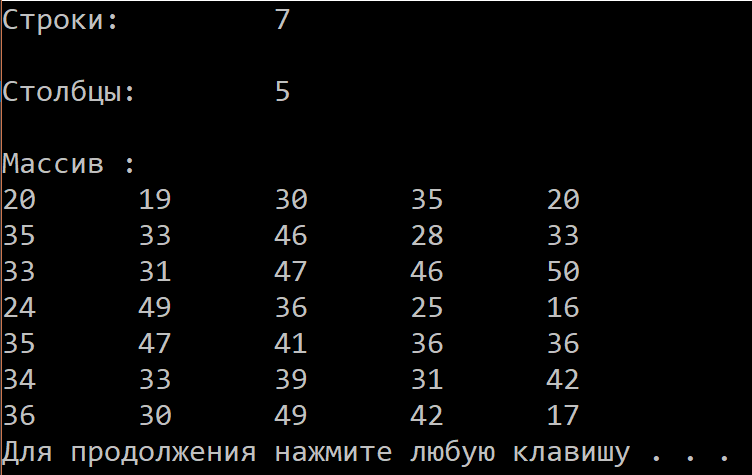 Строки: 7
Столбцы: 5
Массив :
20 19 30 35 20
35 33 46 28 33
33 31 47 46 50
24 49 36 25 16
35 47 41 36 36
34 33 39 31 42
36 30 49 42 17
Для продолжения нажмите любую клавишу . . .